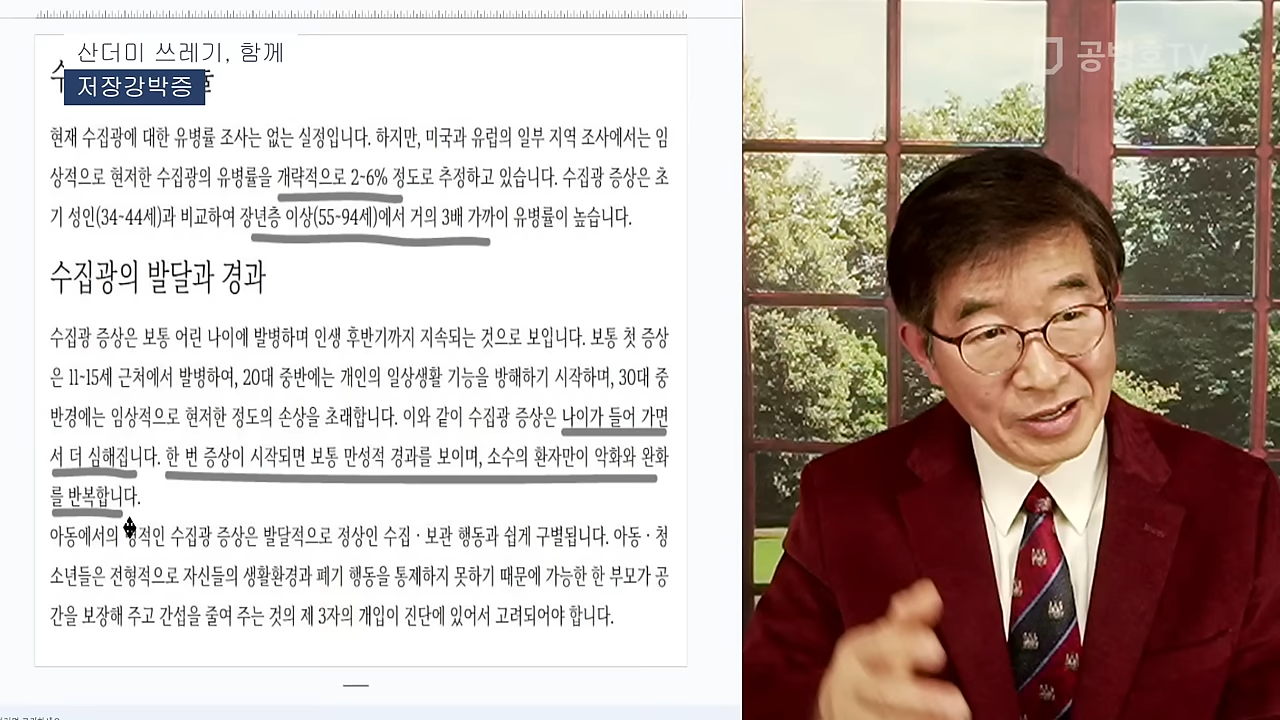 산더미 쓰레기, 함께
저장강박증
공병호TV
현재 수집광에 대한 유병률 조사는 없는 실정입니다. 하지만, 미국과 유럽의 일부 지역 조사에서는 임
상적으로 현저한 수집광의 유병률을 개략적으로 2~6% 정도로 추정하고 있습니다. 수집광 증상은 초
기 성인(34~44세)과 비교하여 장년층 이상(55~94세)에서 거의 3배 가까이 유병률이 높습니다.
수집광의 발달과 경과
수집광 증상은 보통 어린 나이에 발병하며 인생 후반기까지 지속되는 것으로 보입니다. 보통 첫 증상
은 11-15세 근처에서 발병하여, 20대 중반에는 개인의 일상생활 기능을 방해하기 시작하며, 30대 중
반경에는 임상적으로 현저한 정도의 손상을 초래합니다. 이와 같이 수집광 증상은 나이가 들어 가면
서 더 심해집니다. 한 번 증상이 시작되면 보통 만성적 경과를 보이며, 소수의 환자만이 악화와 완화
를 반복합니다.
아동에서의 수집광 증상은 발달적으로 정상인 수집 · 보관 행동과 쉽게 구별됩니다. 아동 · 청
소년들은 전형적으로 자신들의 생활환경과 폐기 행동을 통제하지 못하기 때문에 가능한 한 부모가 공
간을 보장해 주고 간섭을 줄여 주는 것의 제 3자의 개입이 진단에 있어서 고려되어야 합니다.